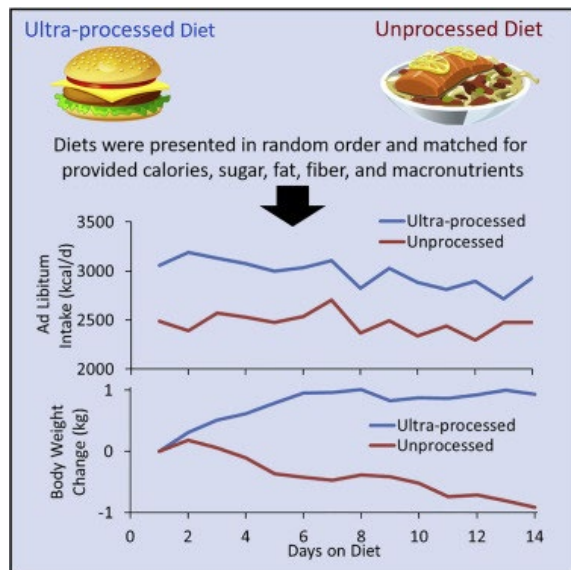 Ultra-processed Diet
Unprocessed Diet
Diets were presented in random order and matched for
provided calories, sugar, fat, fiber, and macronutrients
Ad Libitum
Intake (kcal/d)
3500
3000
2500
2000
Ultra-processed
Unprocessed
Body Weight
Change (kg)
1
0
-1
Ultra-processed
Unprocessed
0 2 4 6 8 10 12 14
Days on Diet